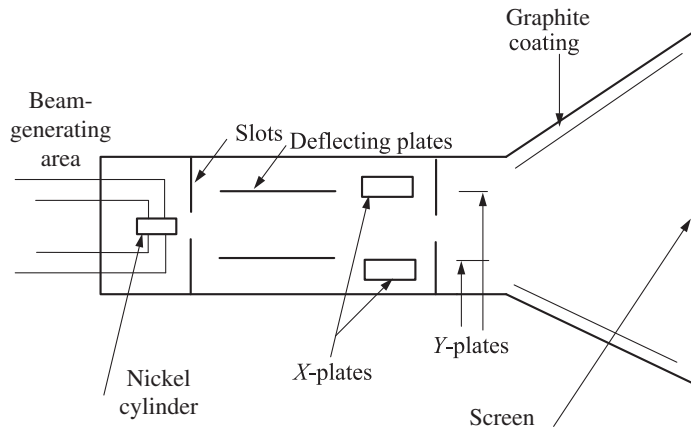 Graphite
coating
Beam-
generating
area
Slots
Deflecting plates
X-plates
Y-plates
Nickel
cylinder
Screen